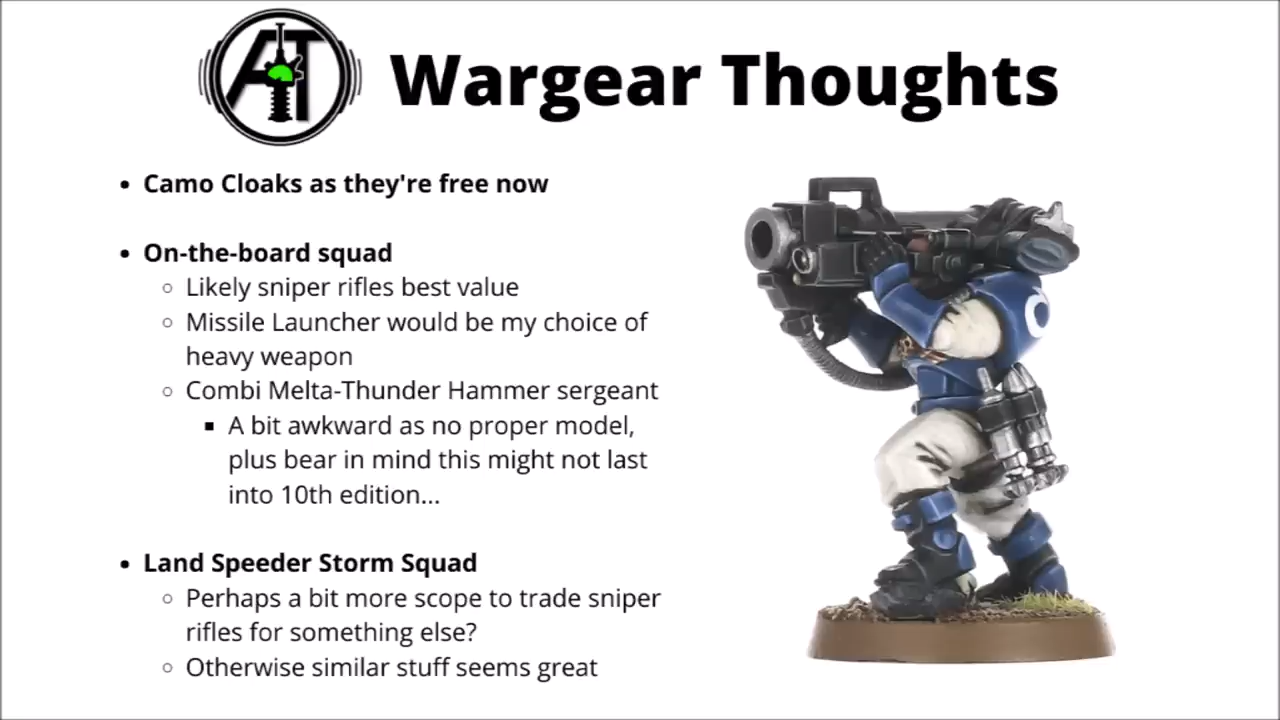 AT
Wargear Thoughts
Camo Cloaks as they're free now
On-the-board squad
Likely sniper rifles best value
Missile Launcher would be my choice of
heavy weapon
Combi Melta-Thunder Hammer sergeant
A bit awkward as no proper model,
plus bear in mind this might not last
into 10th edition...
Land Speeder Storm Squad
Perhaps a bit more scope to trade sniper
rifles for something else?
Otherwise similar stuff seems great